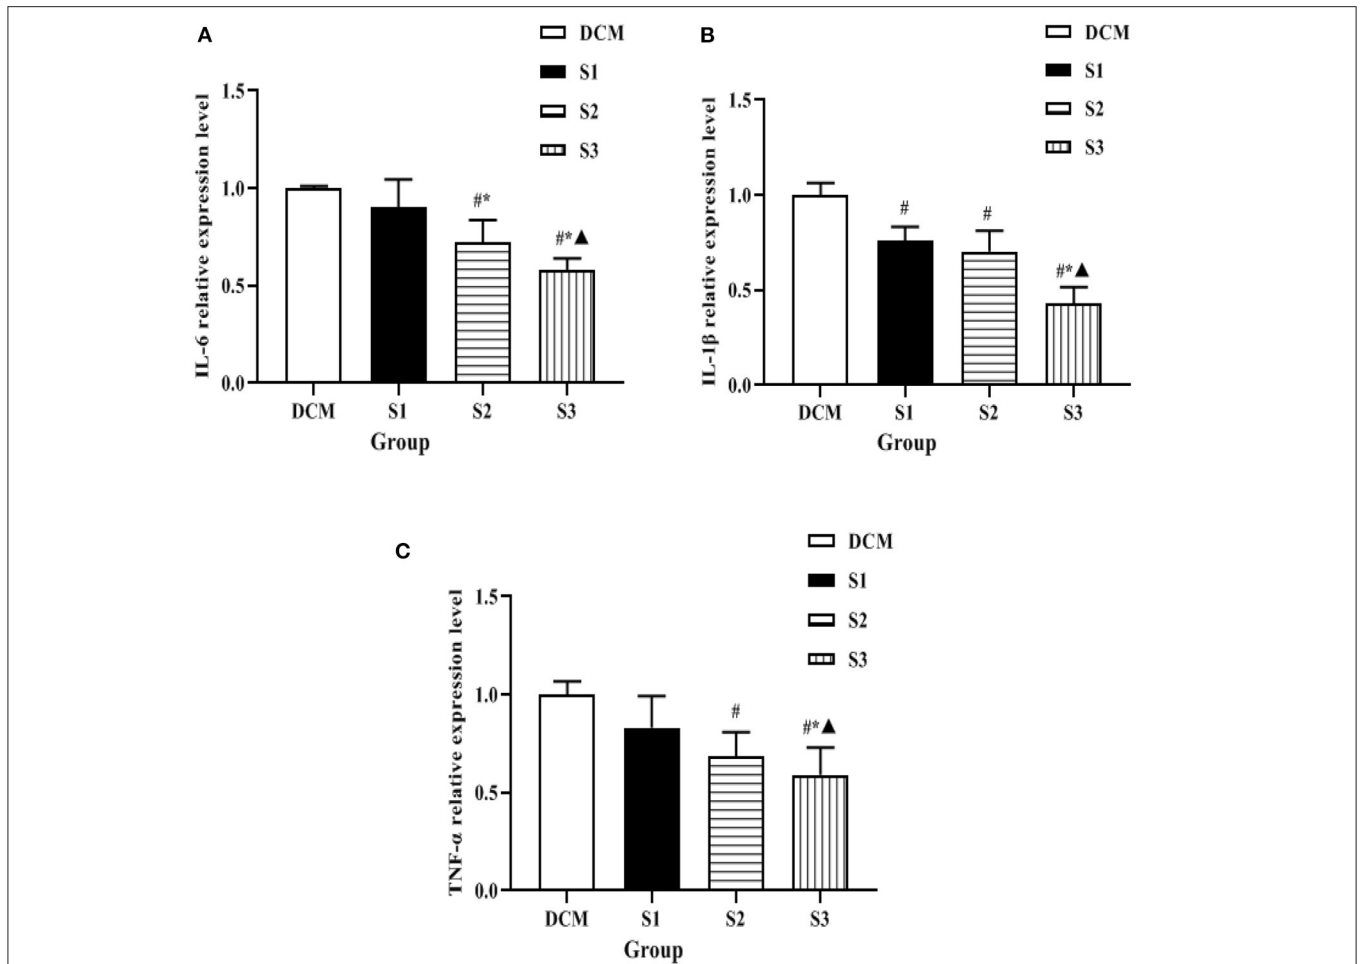 A
DCM
S1
S2
S3
IL-6 relative expression level
1.5
1.0
0.5
0.0
#*
#*▲
DCM S1 S2 S3
Group
B
DCM
S1
S2
S3
IL-1β relative expression level
1.5
1.0
0.5
0.0
#
#
#*▲
DCM S1 S2 S3
Group
C
DCM
S1
S2
S3
TNF-α relative expression level
1.5
1.0
0.5
0.0
#
#*▲
DCM S1 S2 S3
Group